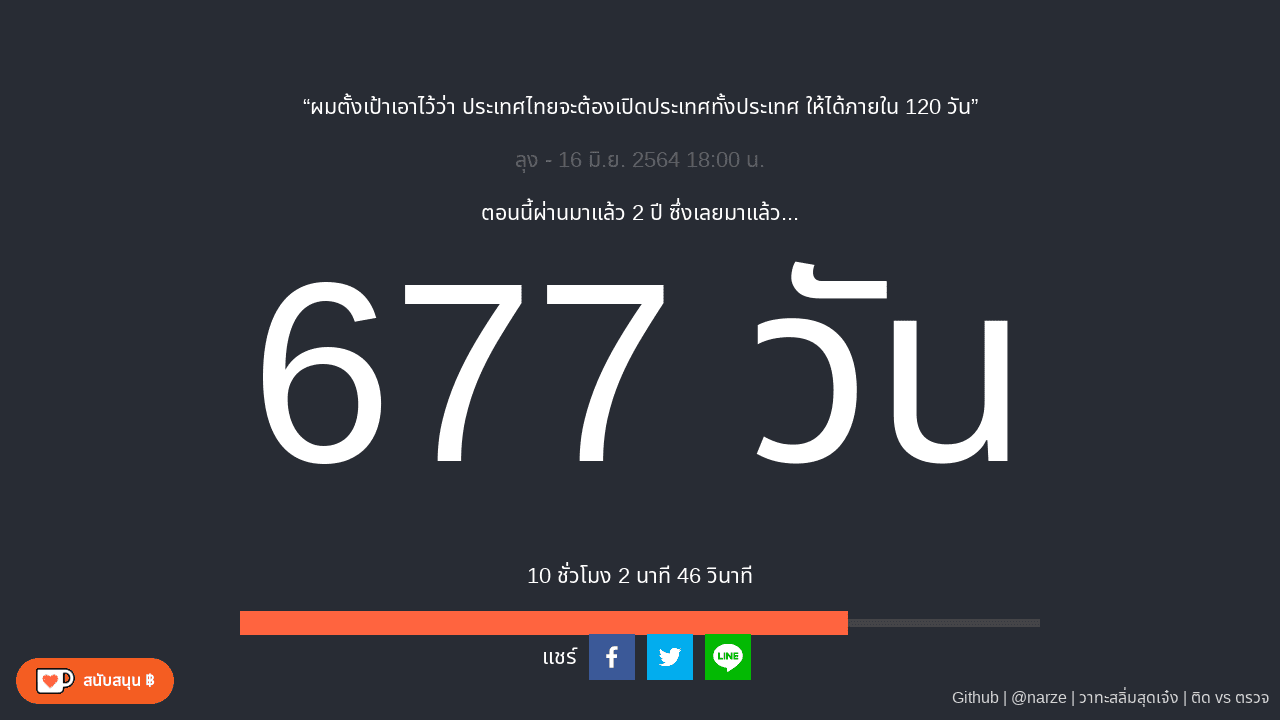 “ผมตั้งเป้าเอาไว้ว่า ประเทศไทยจะต้องเปิดประเทศทั้งประเทศ ให้ได้ภายใน 120 วัน”
ลุง - 16 มิ.ย. 2564 18:00 น.
ตอนนี้ผ่านมาแล้ว 2 ปี ซึ่งเลยมาแล้ว...
677 วัน
10 ชั่วโมง 2 นาที 46 วินาที
แชร์
LINE
สนับสนุน ฿
Github | @narze | วาทะสลิ่มสุดเจ๋ง | ติด vs ตรวจ